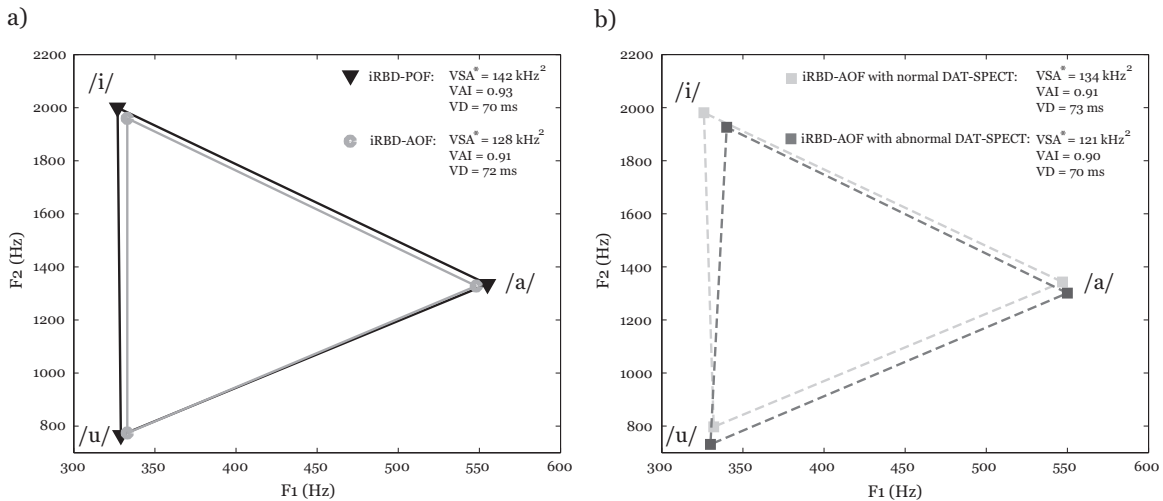 a)
2200
2000
1800
1600
1400
1200
1000
800
F2 (Hz)
300 350 400 450 500 550 600
F1 (Hz)
/i/
/a/
/u/
iRBD-POF: VSA* = 142 kHz²
VAI = 0.93
VD = 70 ms
iRBD-AOF: VSA* = 128 kHz²
VAI = 0.91
VD = 72 ms
b)
2200
2000
1800
1600
1400
1200
1000
800
F2 (Hz)
300 350 400 450 500 550 600
F1 (Hz)
/i/
/a/
/u/
iRBD-AOF with normal DAT-SPECT: VSA* = 134 kHz²
VAI = 0.91
VD = 73 ms
iRBD-AOF with abnormal DAT-SPECT: VSA* = 121 kHz²
VAI = 0.90
VD = 70 ms